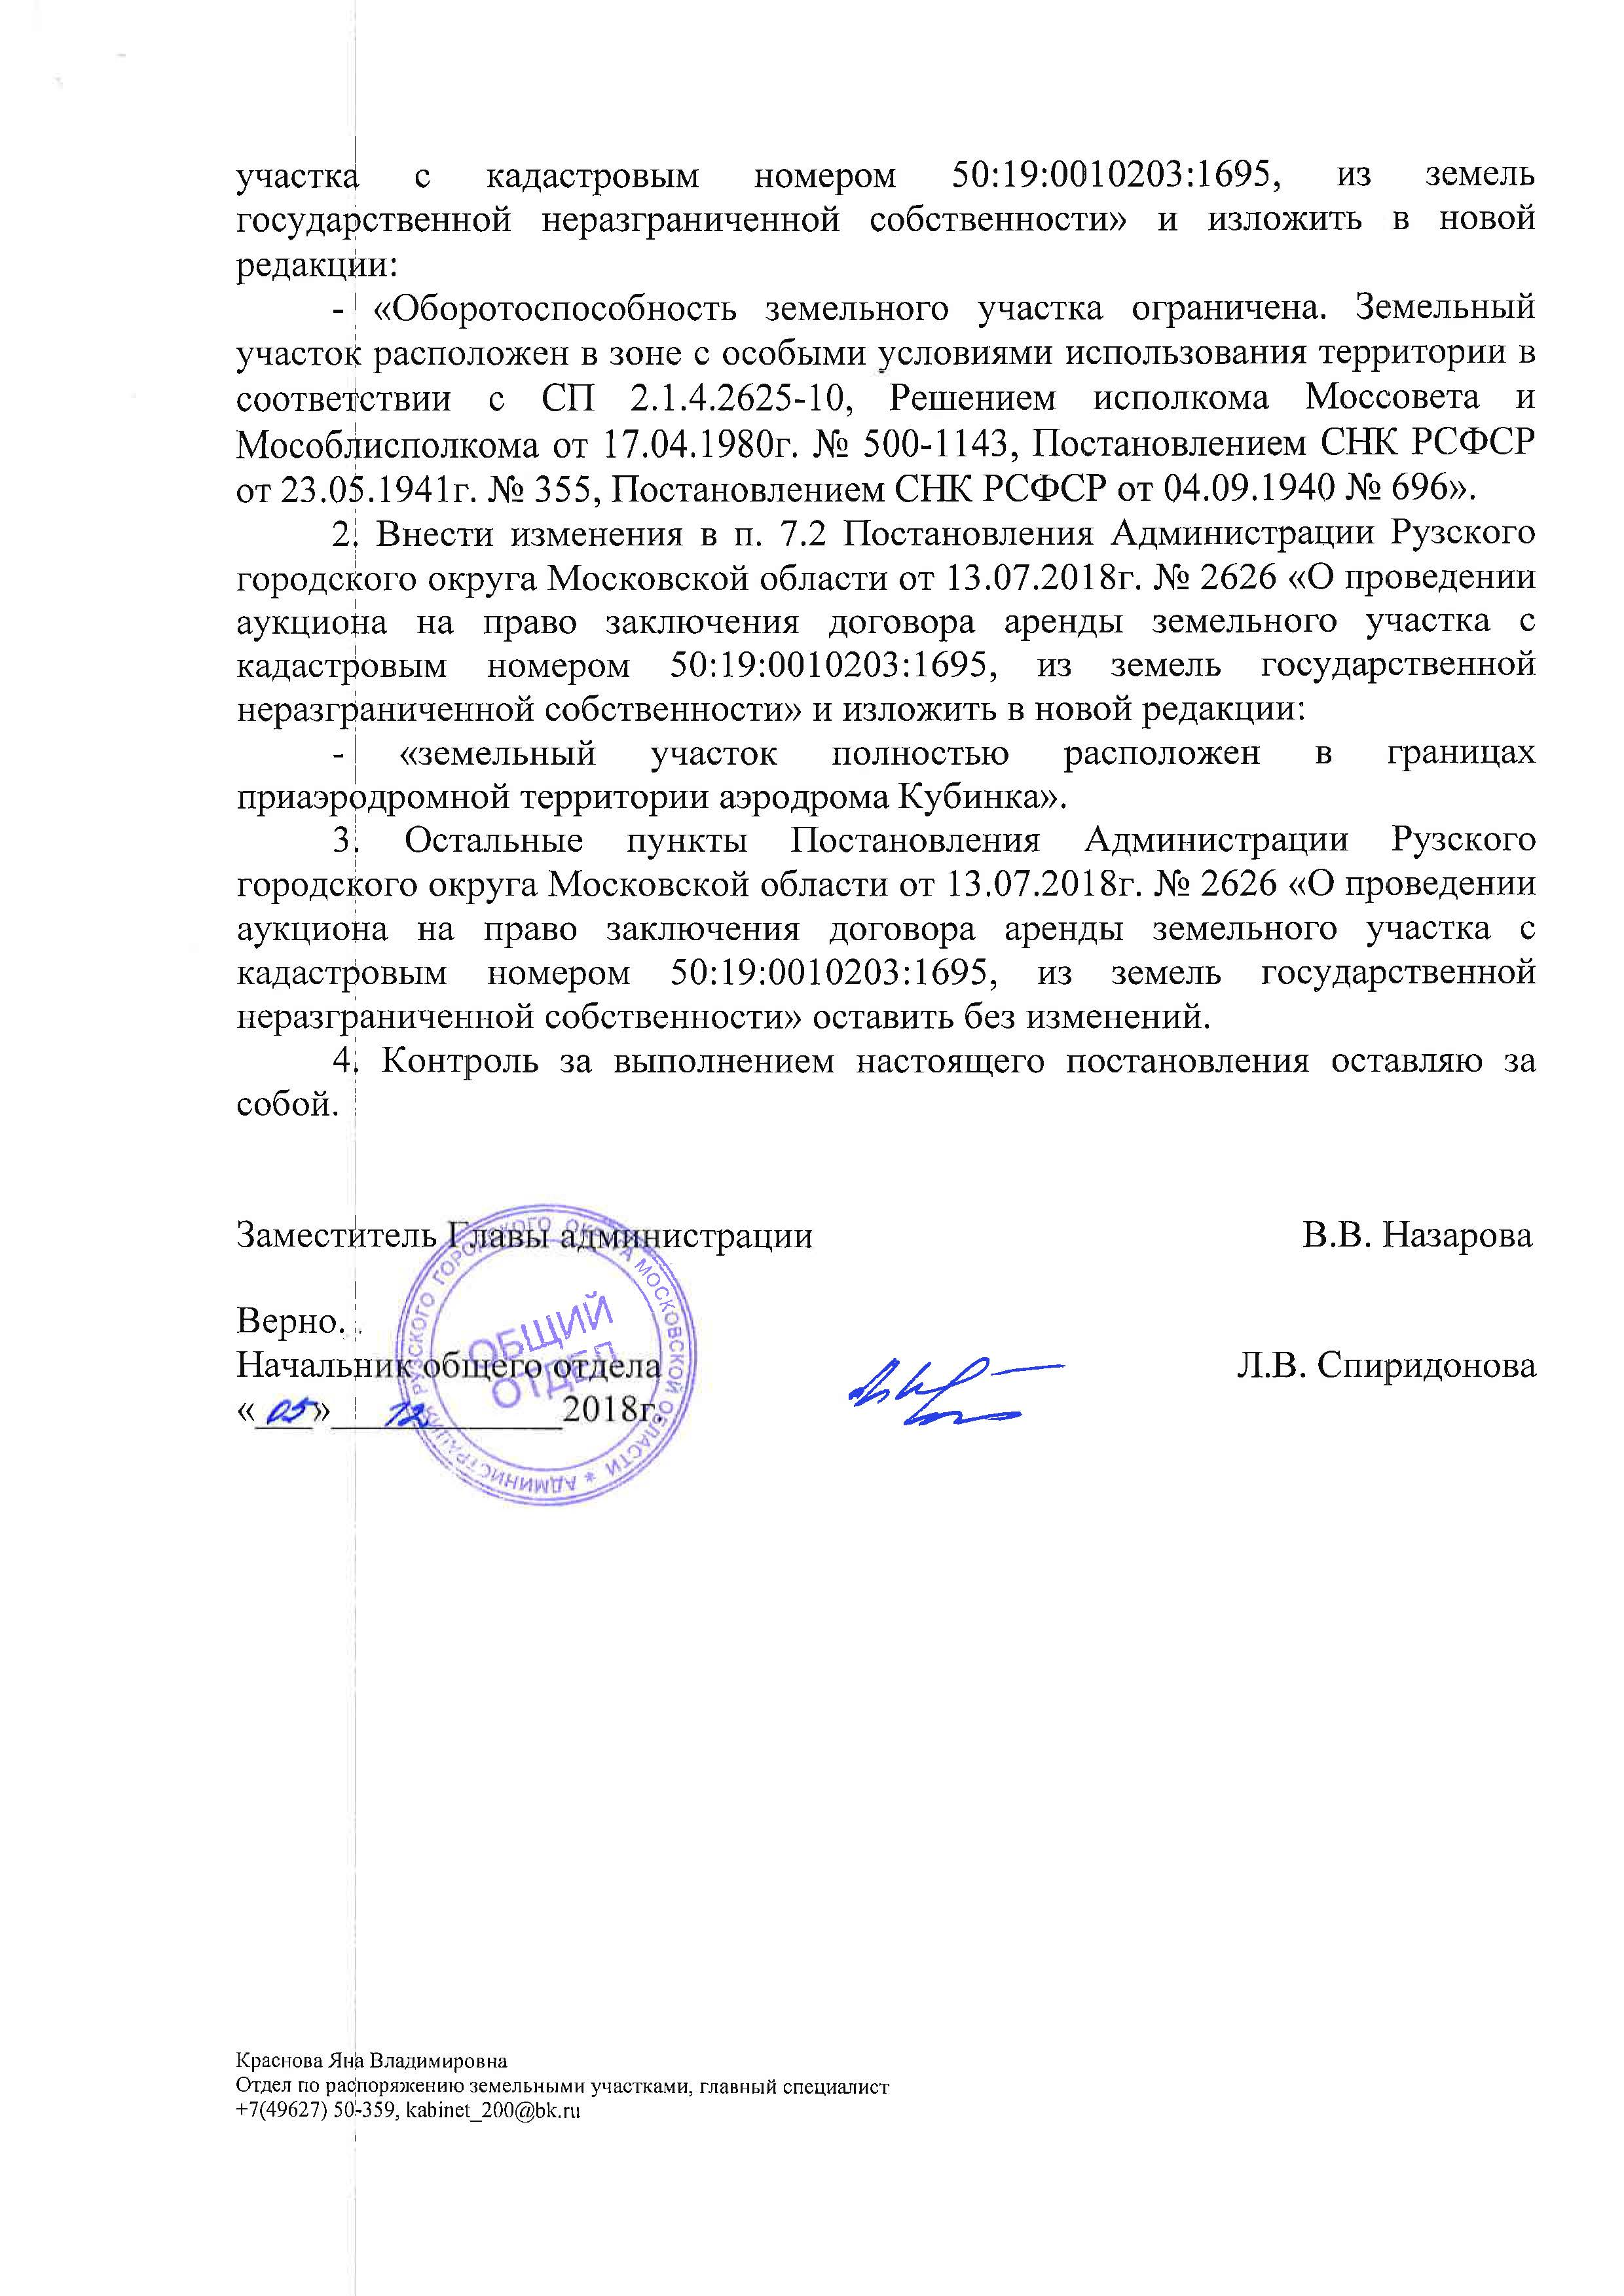 участка с кадастровым номером 50:19:0010203:1695, из земель
государственной неразграниченной собственности» и изложить в новой
редакции:
- «Оборотоспособность земельного участка ограничена. Земельный
участок расположен в зоне с особыми условиями использования территории в
соответствии с СП 2.1.4.2625-10, Решением исполкома Моссовета и
Мособлисполкома от 17.04.1980г. № 500-1143, Постановлением СНК РСФСР
от 23.05.1941г. № 355, Постановлением СНК РСФСР от 04.09.1940 № 696».
2. Внести изменения в п. 7.2 Постановления Администрации Рузского
городского округа Московской области от 13.07.2018г. № 2626 «О проведении
аукциона на право заключения договора аренды земельного участка с
кадастровым номером 50:19:0010203:1695, из земель государственной
неразграниченной собственности» и изложить в новой редакции:
- «земельный участок полностью расположен в границах
приаэродромной территории аэродрома Кубинка».
3. Остальные пункты Постановления Администрации Рузского
городского округа Московской области от 13.07.2018г. № 2626 «О проведении
аукциона на право заключения договора аренды земельного участка с
кадастровым номером 50:19:0010203:1695, из земель государственной
неразграниченной собственности» оставить без изменений.
4. Контроль за выполнением настоящего постановления оставляю за
собой.
Заместитель Главы администрации В.В. Назарова
Верно.
Начальник общего отдела Л.В. Спиридонова
«05» 12 2018г.
АДМИНИСТРАЦИЯ РУЗСКОГО ГОРОДСКОГО ОКРУГА МОСКОВСКОЙ ОБЛАСТИ *
ОБЩИЙ
ОТДЕЛ
Краснова Яна Владимировна
Отдел по распоряжению земельными участками, главный специалист
+7(49627) 50-359, kabinet_200@bk.ru